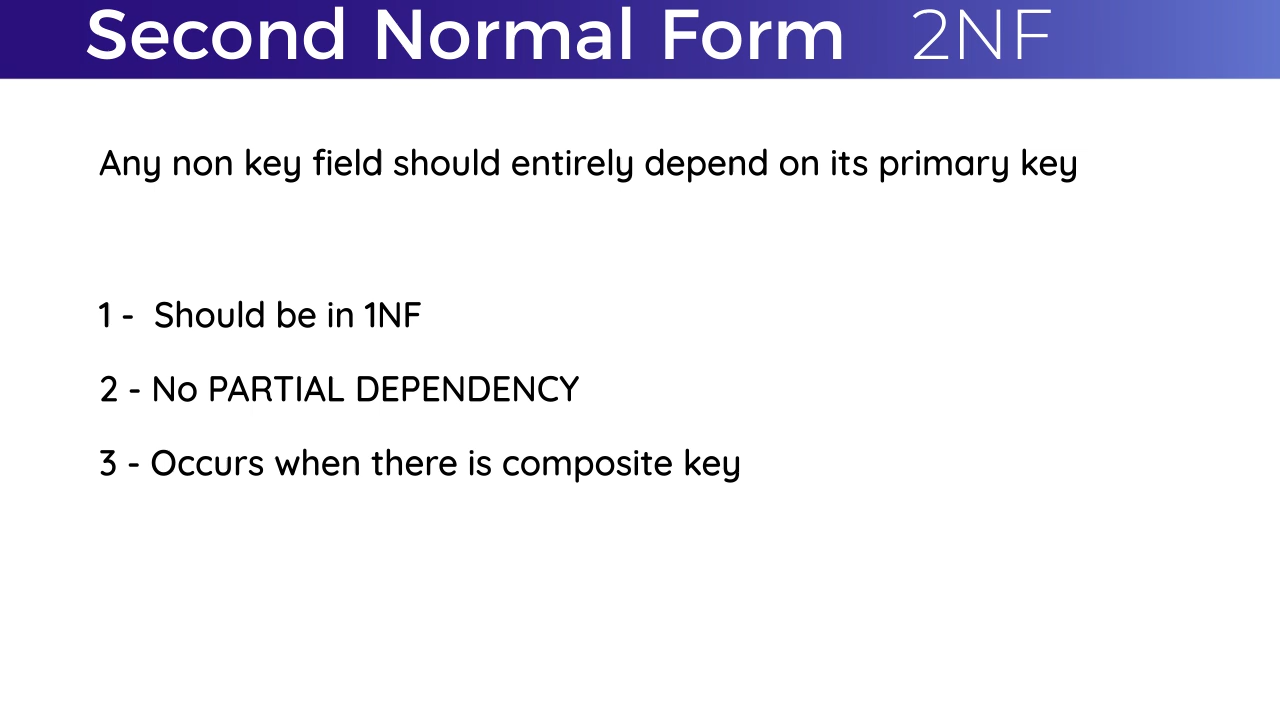 Second Normal Form 2NF
Any non key field should entirely depend on its primary key
1 - Should be in 1NF
2 - No PARTIAL DEPENDENCY
3 - Occurs when there is composite key